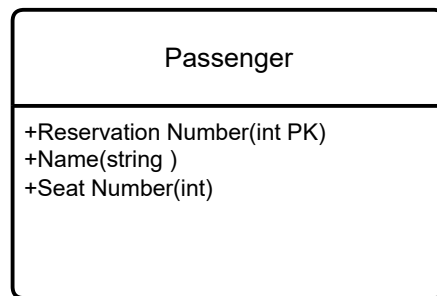 Passenger
+Reservation Number(int PK)
+Name(string )
+Seat Number(int)